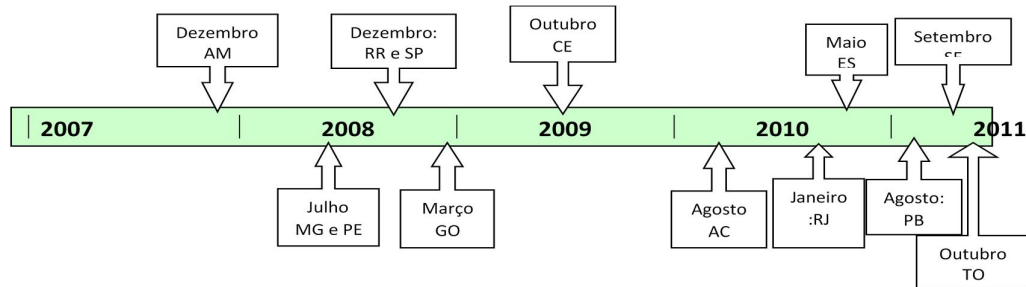 Dezembro
AM
Dezembro:
RR e SP
Outubro
CE
Maio
ES
Setembro
2007
2008
2009
2010
2011
Julho
MG e PE
Março
GO
Agosto
AC
Janeiro
:RJ
Agosto:
PB
Outubro
TO